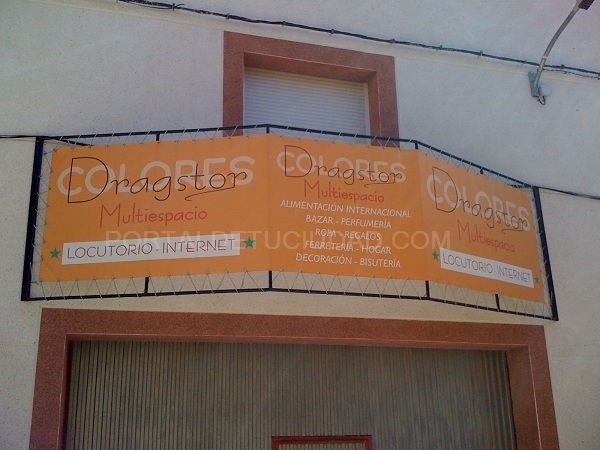 COLORES
Dragstor
Multiespacio
LOCUTORIO - INTERNET
COLORES
Dragstor
Multiespacio
ALIMENTACION INTERNACIONAL
BAZAR - PERFUMERÍA
ROPA - REGALOS
FERRETERÍA - HOGAR
DECORACIÓN - BISUTERÍA
COLORES
Dragstor
Multiespacio
LOCUTORIO - INTERNET
PORTALDETUCIUDAD.COM